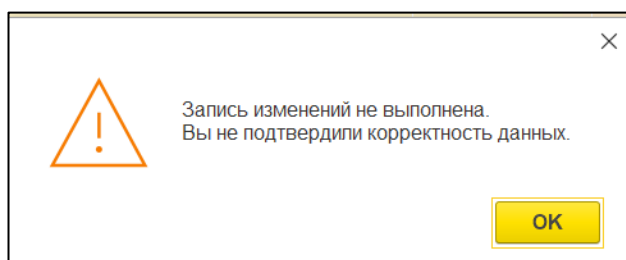 Запись изменений не выполнена.
Вы не подтвердили корректность данных.
OK